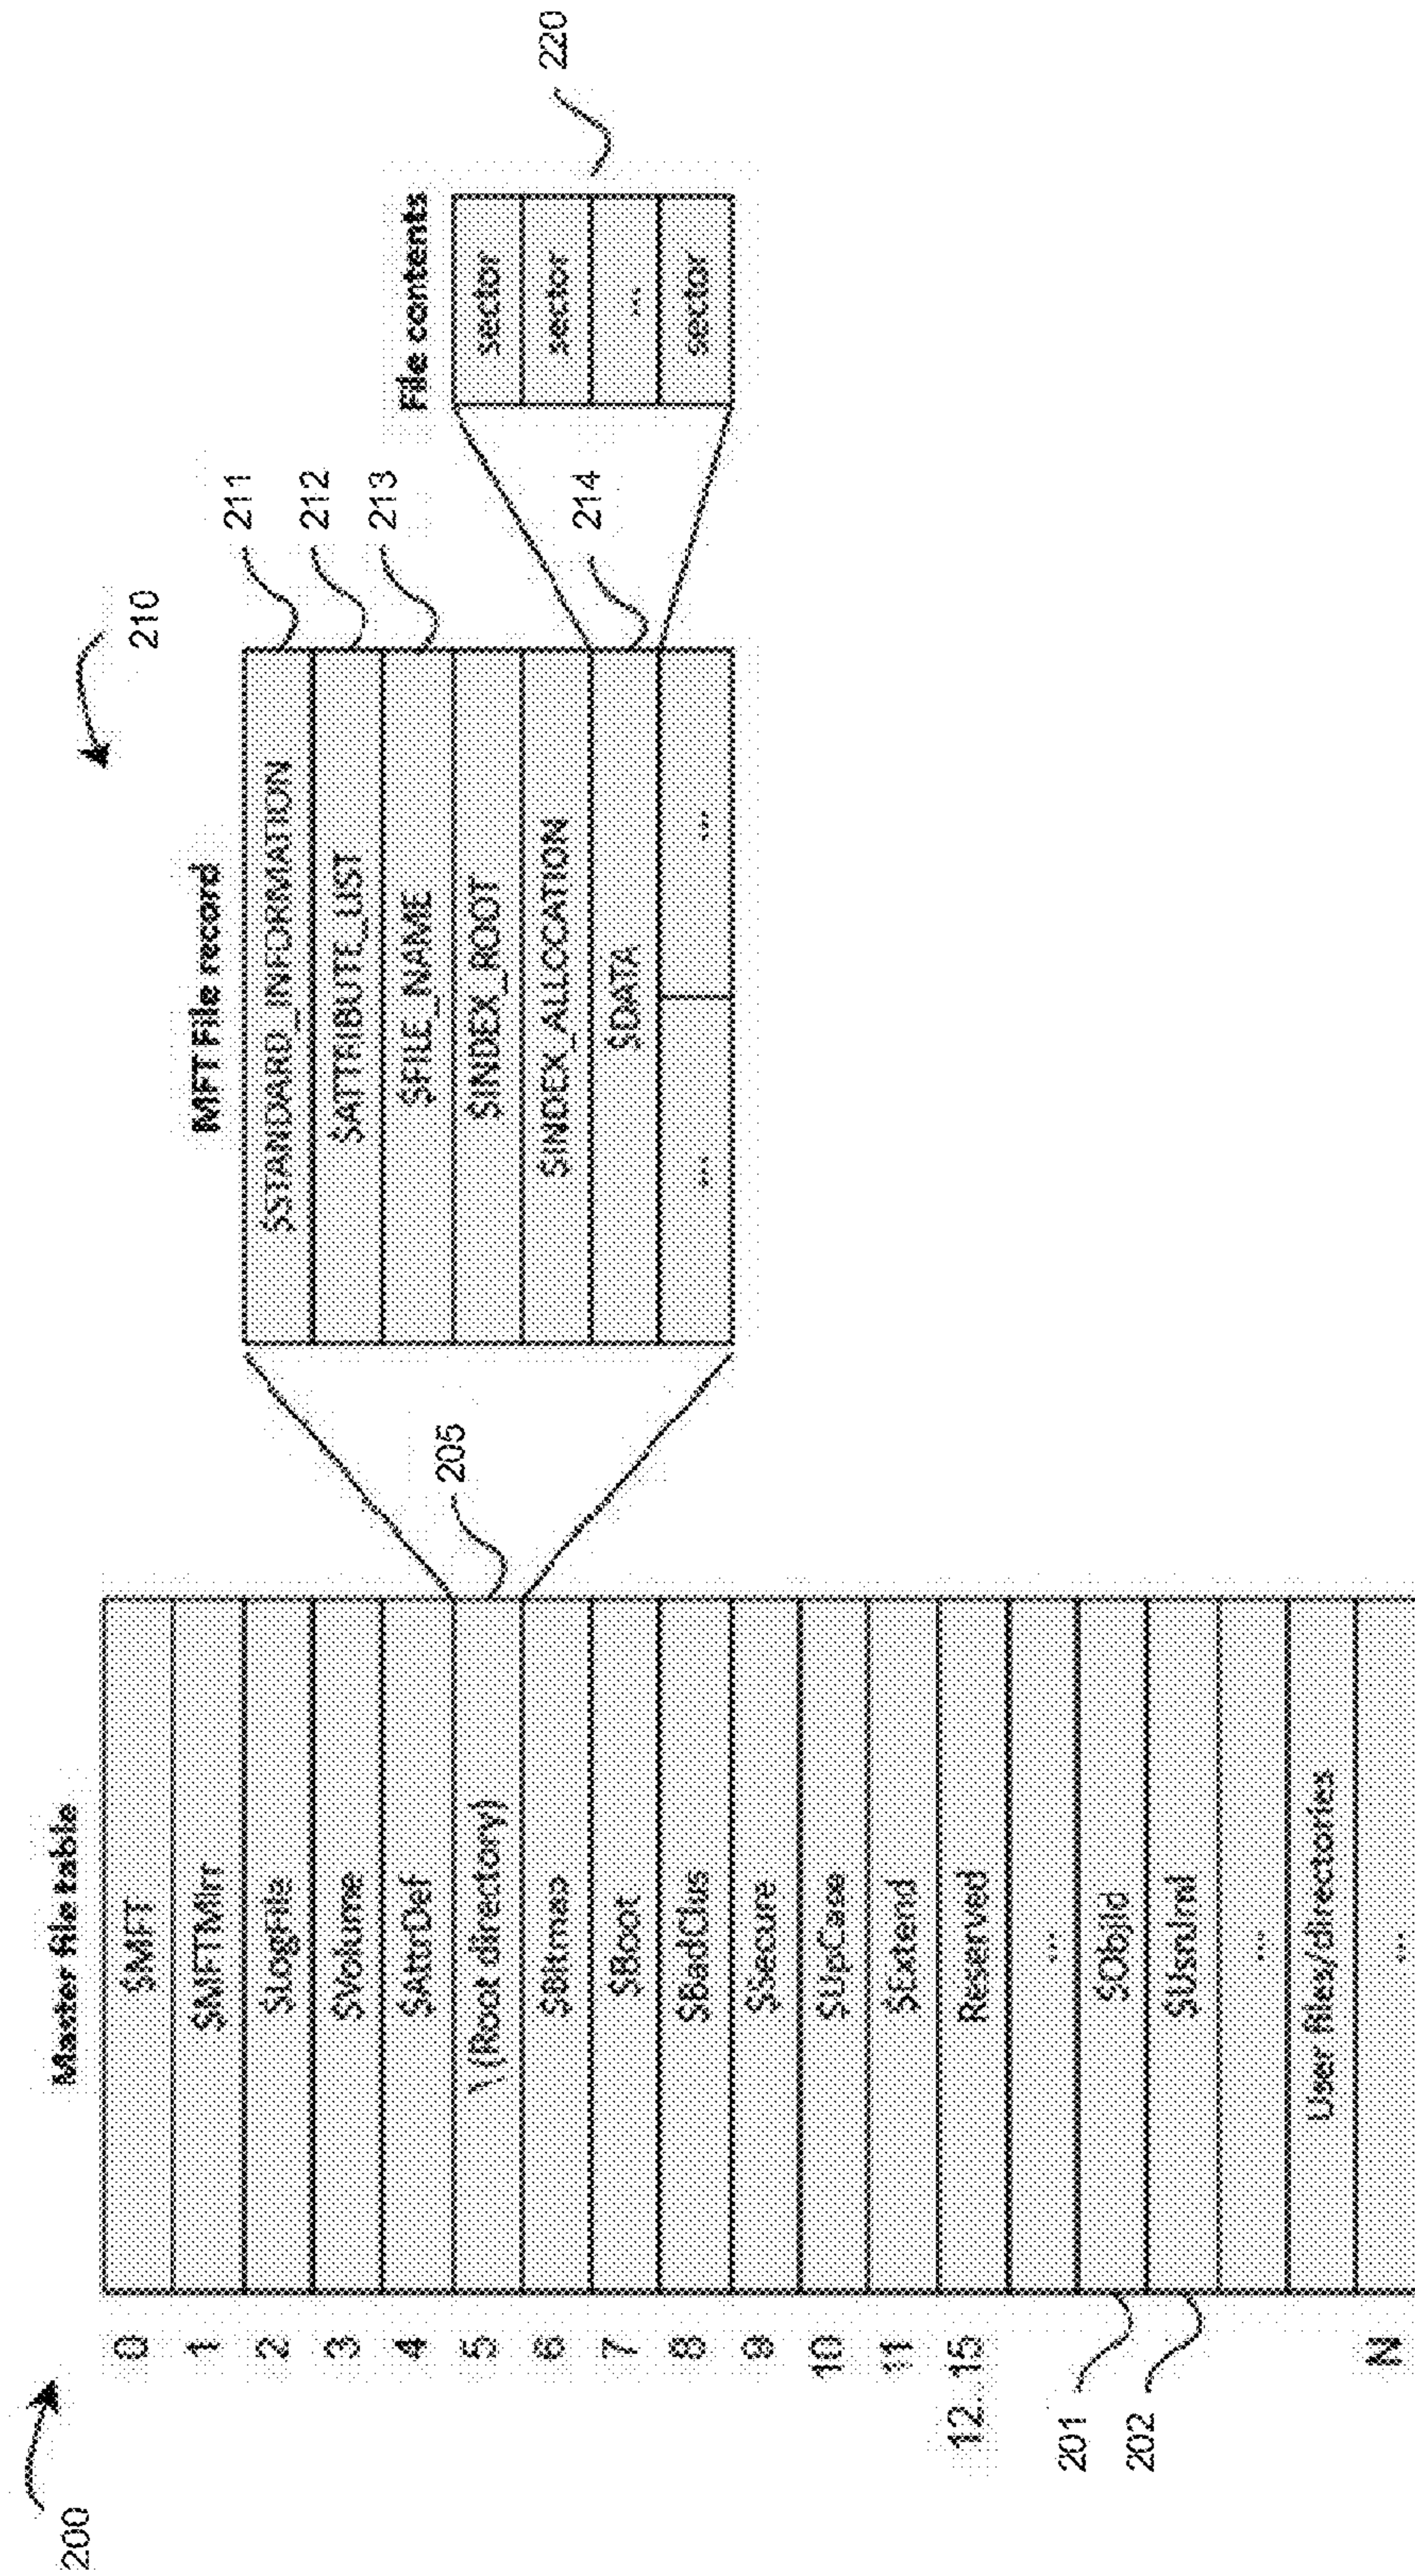 200
Master file table
0 $MFT
1 $MFTMirr
2 $LogFile
3 $Volume
4 $AttrDef
5 \ (Root directory)
205
6 $Bitmap
7 $Boot
8 $BadClus
9 $Secure
10 $UpCase
11 $Extend
12...15 Reserved
...
201 $ObjId
202 $UsnJrnl
...
User files/directories
N ...
210
MFT File record
$STANDARD_INFORMATION 211
$ATTRIBUTE_LIST 212
$FILE_NAME 213
$INDEX_ROOT
$INDEX_ALLOCATION
$DATA 214
... ...
File contents
sector
sector
...
sector
220